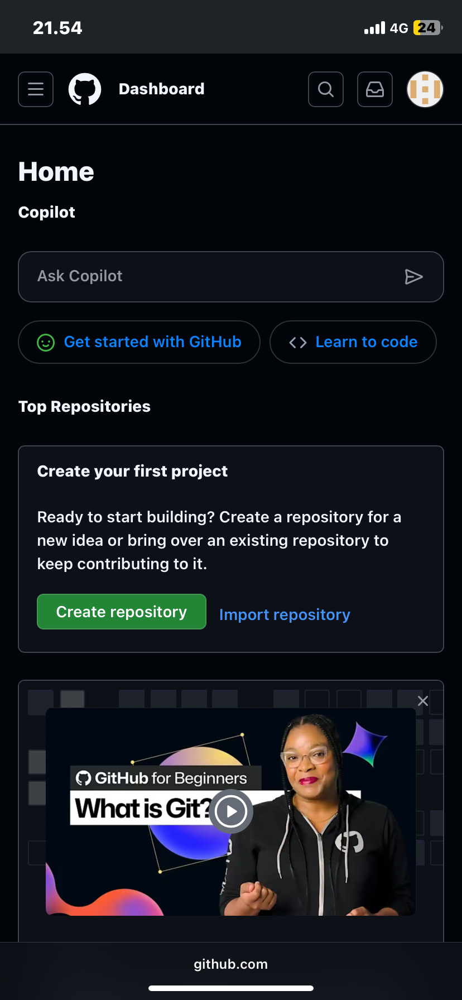 21.54
4G
24
Dashboard
Home
Copilot
Ask Copilot
Get started with GitHub
Learn to code
Top Repositories
Create your first project
Ready to start building? Create a repository for a
new idea or bring over an existing repository to
keep contributing to it.
Create repository
Import repository
GitHub for Beginners
What is Git?
github.com